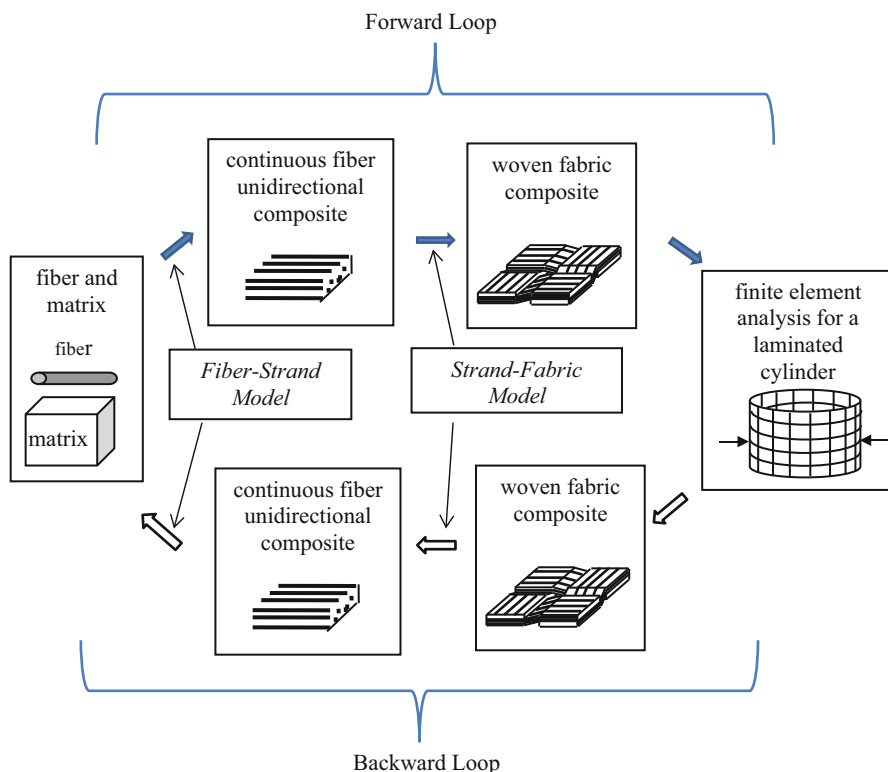 Forward Loop
continuous fiber
unidirectional
composite
woven fabric
composite
fiber and
matrix
fiber
matrix
Fiber-Strand
Model
Strand-Fabric
Model
finite element
analysis for a
laminated
cylinder
continuous fiber
unidirectional
composite
woven fabric
composite
Backward Loop